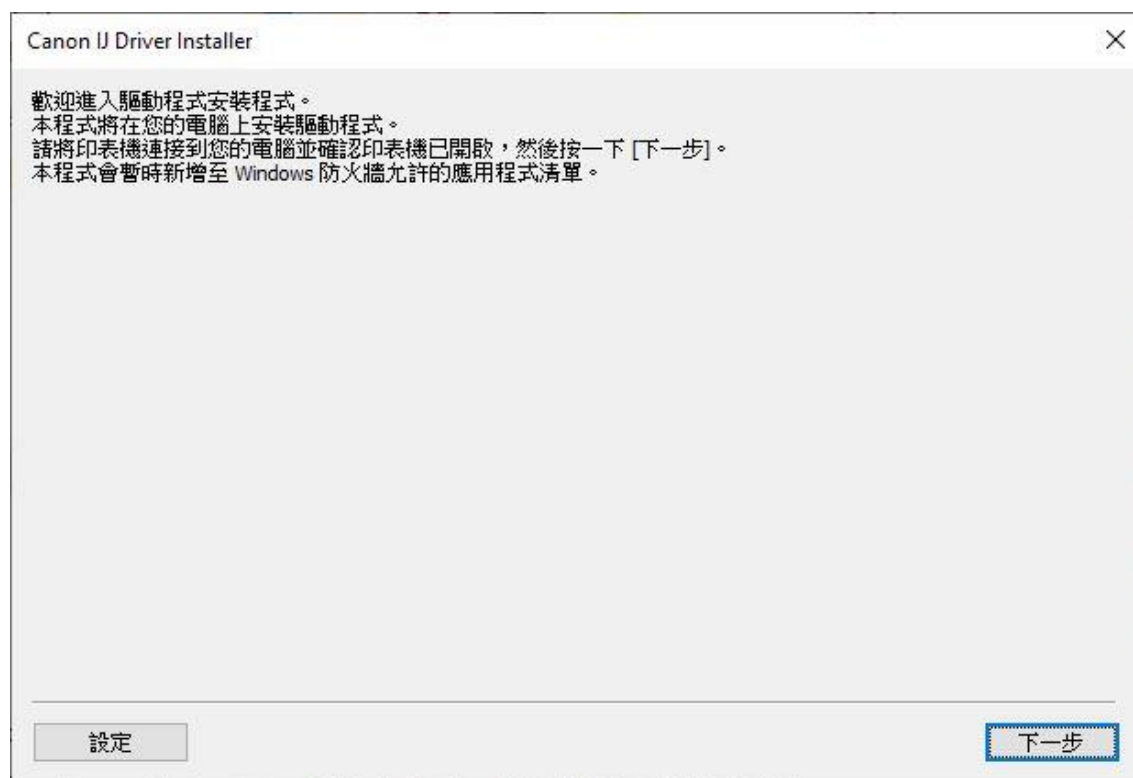 Canon IJ Driver Installer
歡迎進入驅動程式安裝程式。
本程式將在您的電腦上安裝驅動程式。
請將印表機連接到您的電腦並確認印表機已開啟，然後按一下 [下一步]。
本程式會暫時新增至 Windows 防火牆允許的應用程式清單。
設定
下一步